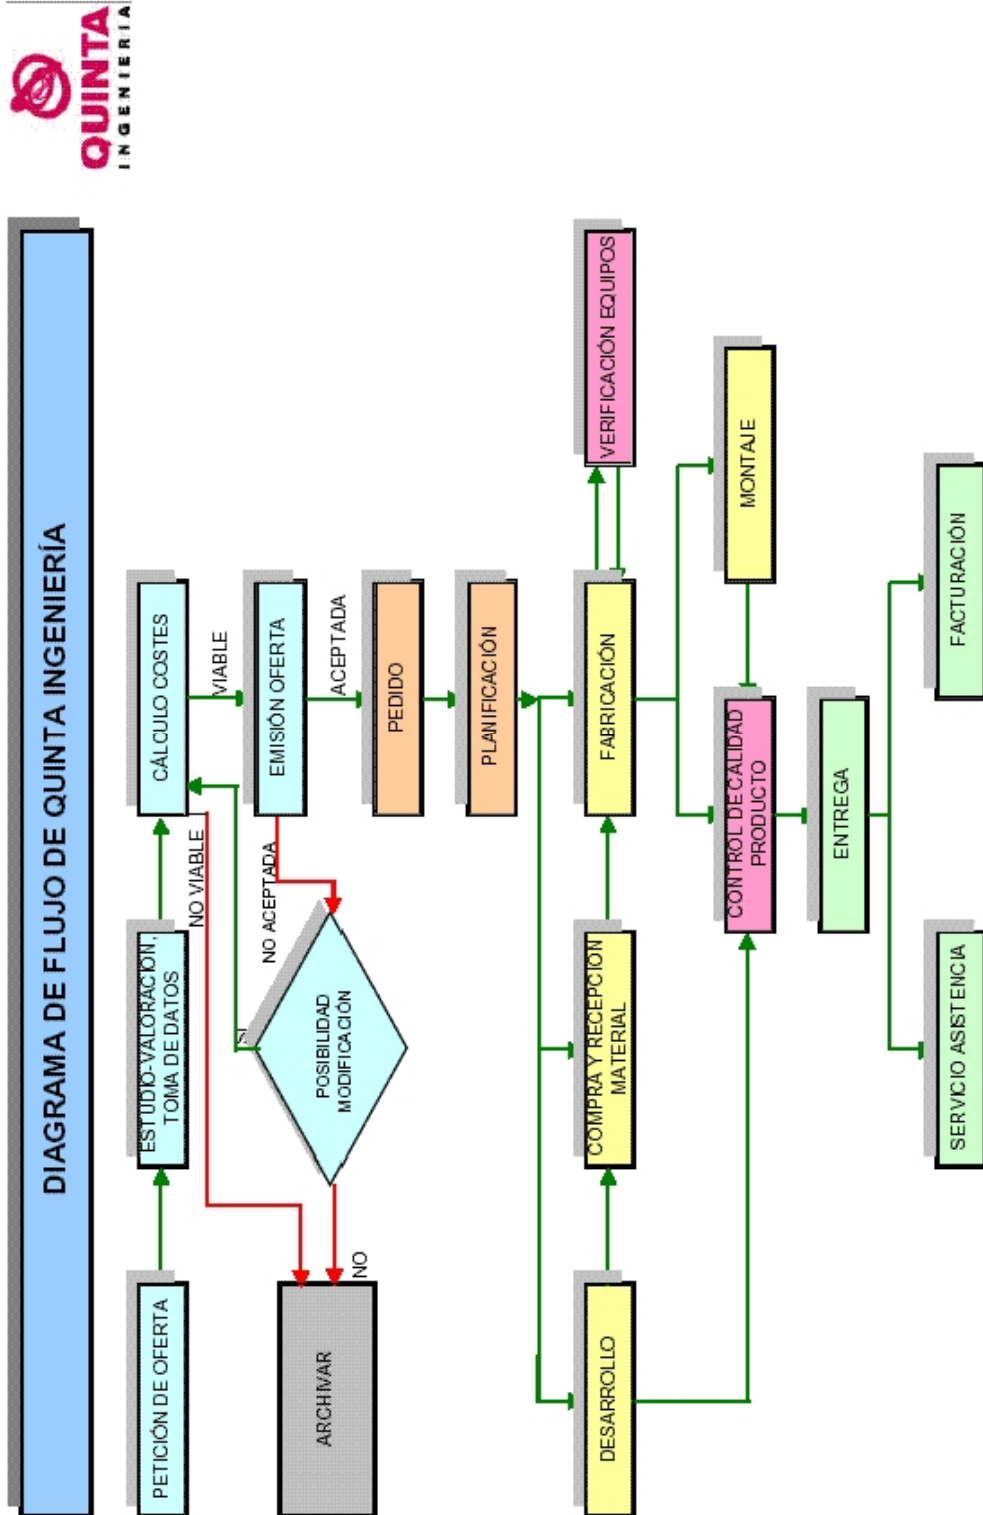 QUINTA
INGENIERIA
DIAGRAMA DE FLUJO DE QUINTA INGENIERÍA
PETICIÓN DE OFERTA
ESTUDIO-VALORACIÓN,
TOMA DE DATOS
CÁLCULO COSTES
NO VIABLE
VIABLE
SI
ARCHIVAR
NO
POSIBILIDAD
MODIFICACIÓN
NO ACEPTADA
EMISIÓN OFERTA
ACEPTADA
PEDIDO
PLANIFICACIÓN
DESARROLLO
COMPRA Y RECEPCION
MATERIAL
FABRICACIÓN
VERIFICACIÓN EQUIPOS
CONTROL DE CALIDAD
PRODUCTO
MONTAJE
ENTREGA
SERVICIO ASISTENCIA
FACTURACIÓN